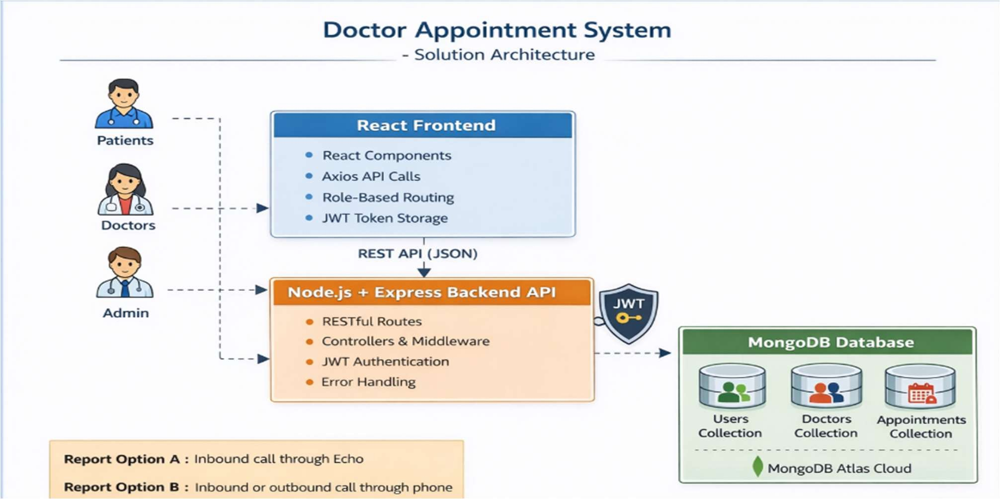 Doctor Appointment System
- Solution Architecture
Patients
Doctors
Admin
React Frontend
React Components
Axios API Calls
Role-Based Routing
JWT Token Storage
REST API (JSON)
Node.js + Express Backend API
RESTful Routes
Controllers & Middleware
JWT Authentication
Error Handling
JWT
MongoDB Database
Users
Collection
Doctors
Collection
Appointments
Collection
MongoDB Atlas Cloud
Report Option A : Inbound call through Echo
Report Option B : Inbound or outbound call through phone